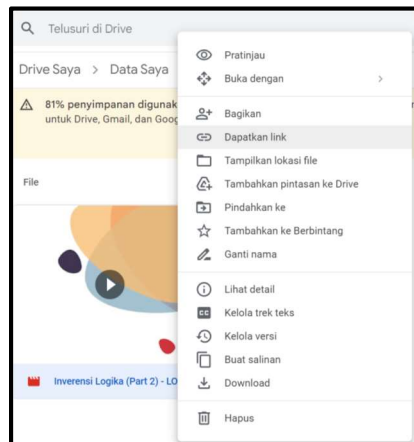 Telusuri di Drive
Drive Saya > Data Saya
81% penyimpanan digunak
untuk Drive, Gmail, dan Goog
File
Inverensi Logika (Part 2) - LO
Pratinjau
Buka dengan >
Bagikan
Dapatkan link
Tampilkan lokasi file
Tambahkan pintasan ke Drive
Pindahkan ke
Tambahkan ke Berbintang
Ganti nama
Lihat detail
CC Kelola trek teks
Kelola versi
Buat salinan
Download
Hapus